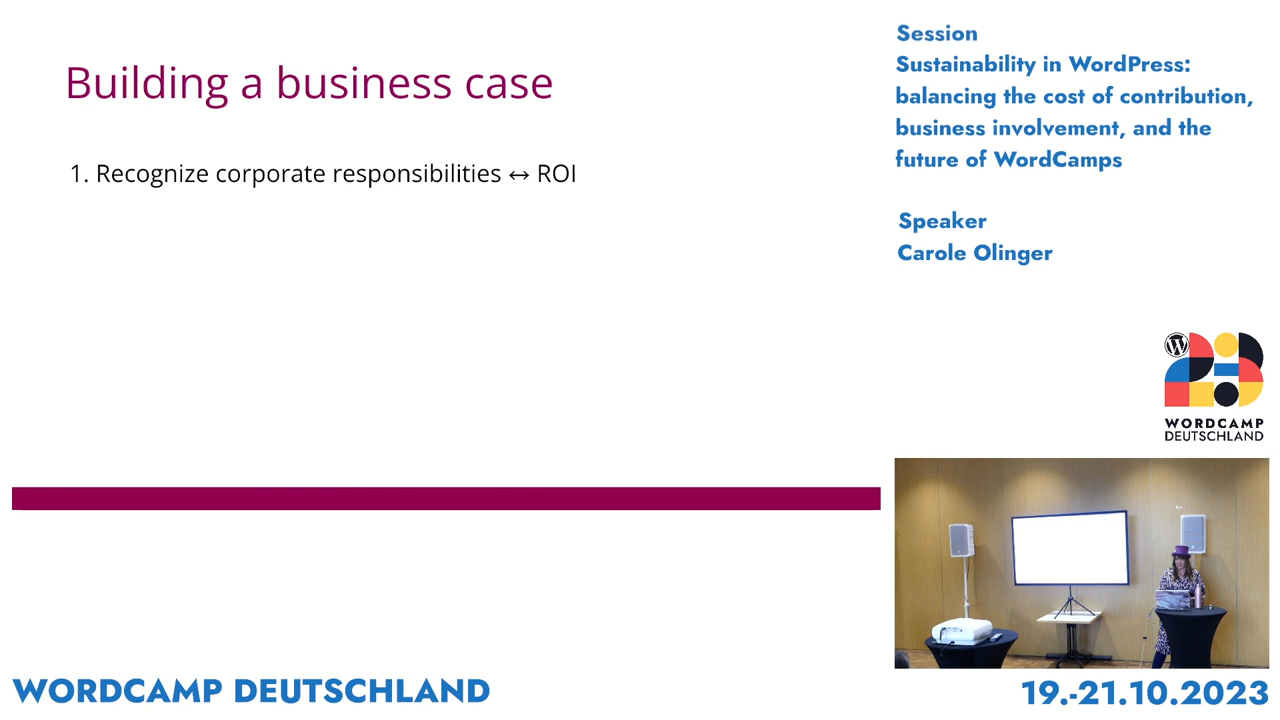 Building a business case
1. Recognize corporate responsibilities ↔ ROI
Session
Sustainability in WordPress:
balancing the cost of contribution,
business involvement, and the
future of WordCamps
Speaker
Carole Olinger
WORDCAMP
DEUTSCHLAND
WORDCAMP DEUTSCHLAND
19.-21.10.2023